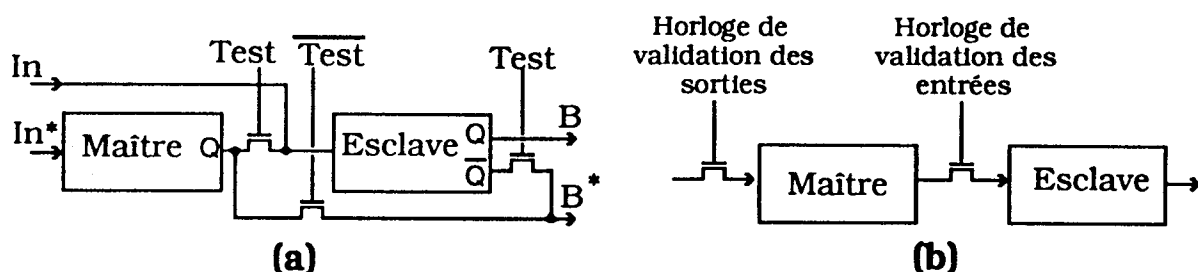 Test
Test
Test
In
In*
Maître
Q
Esclave
Q
Q
B
B*
(a)
Horloge de
validation des
sorties
Horloge de
validation des
entrées
Maître
Esclave
(b)